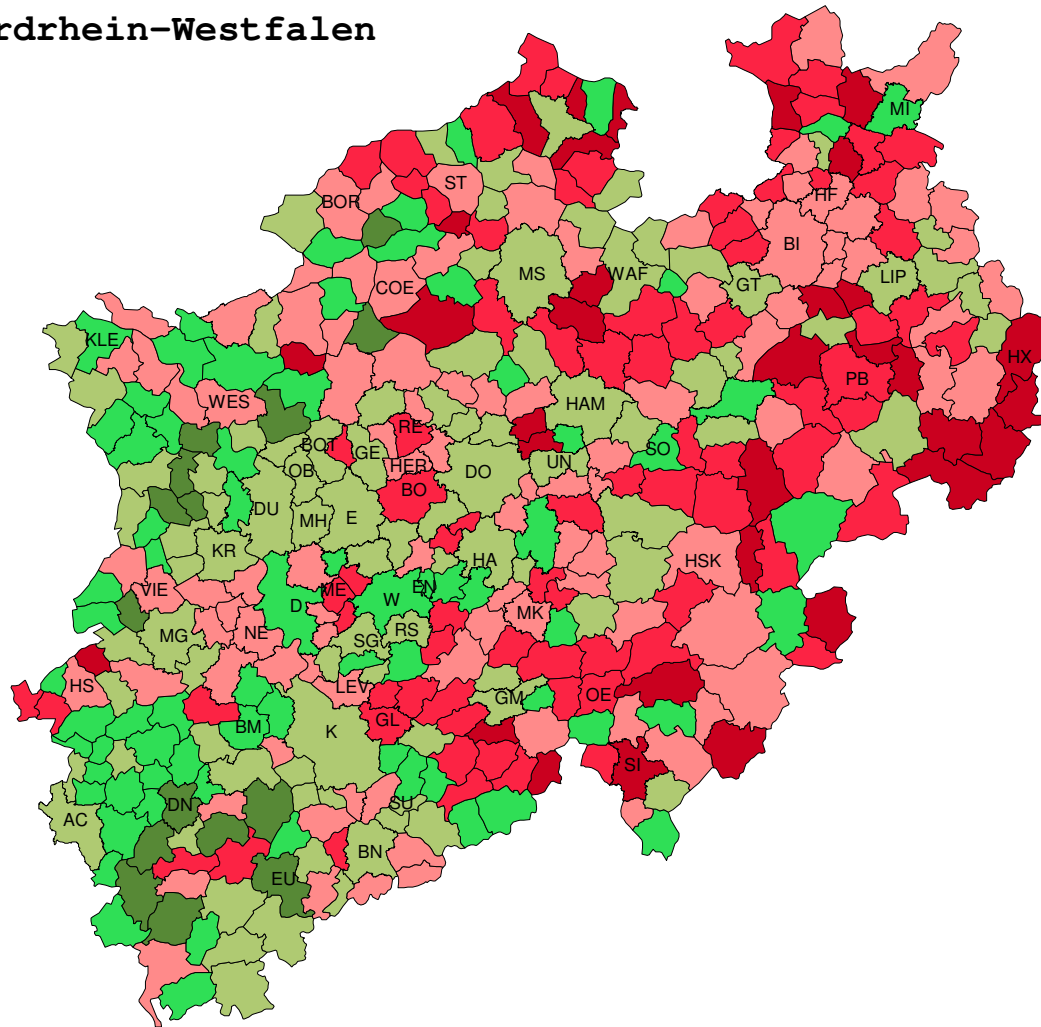 rdrhein-Westfalen
MI
ST
HF
BOR
BI
MS
WAF
LIP
COE
GT
KLE
HX
PB
WES
HAM
RE
BOT
GE
SO
HER
UN
OB
DO
BO
DU
MH
E
KR
HA
HSK
VIE
ME
EN
W
D
MK
MG
NE
RS
SG
HS
LEV
OE
GM
GL
BM
K
SI
DN
SU
AC
BN
EU